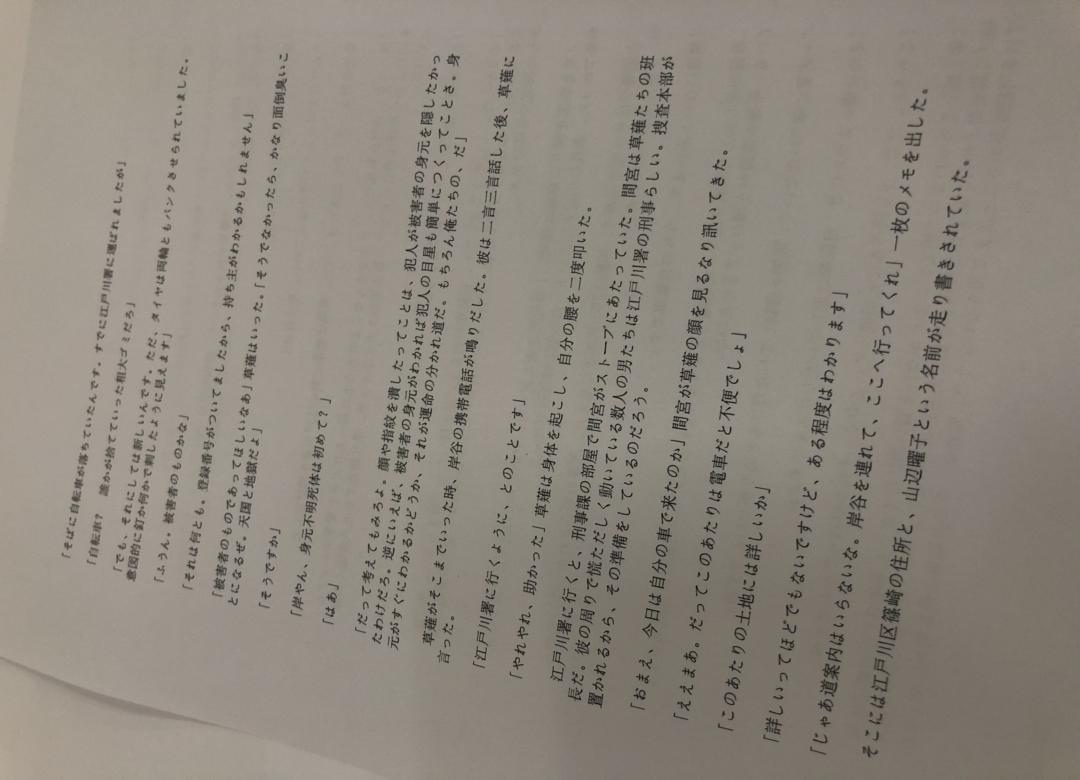 「そばに自転車が落ちていたんです。すでに江戸川署に運ばれましたが」
「自転車？　誰かが捨てていった粗大ゴミだろ」
「でも、それにしては新しいんです。ただ、タイヤは両輪ともパンクさせられていました。
意図的に釘か何かで刺したように見えます」
「ふうん。被害者のものかな」
「それは何とも。登録番号がついてましたから、持ち主がわかるかもしれません」
「被害者のものであってはほしいなあ」草薙はいった。「そうでなかったら、かなり面倒臭いこ
とになるぜ。天国と地獄だよ」
「そうですか」
「岸やん、身元不明死体は初めて？」
「はあ」
「だって考えてもみろよ。顔や指紋を潰したってことは、犯人が被害者の身元を隠したかっ
たわけだろ。逆にいえば、被害者の身元がわかれば犯人の目星も簡単につくってことさ。身
元がすぐにわかるかどうか、それが運命の分かれ道だ。もちろん俺たちの、だ」
草薙がそこまでいった時、岸谷の携帯電話が鳴りだした。彼は二言三言話した後、草薙に
言った。
「江戸川署に行くように、とのことです」
「やれやれ、助かった」草薙は身体を起こし、自分の腰を二度叩いた。
江戸川署に行くと、刑事課の部屋で間宮がストーブにあたっていた。間宮は草薙たちの班
長だ。彼の周りで慌ただしく動いている数人の男たちは江戸川署の刑事らしい。捜査本部が
置かれるから、その準備をしているのだろう。
「おまえ、今日は自分の車で来たのか」間宮が草薙の顔を見るなり訊いてきた。
「ええまあ。だってこのあたりは電車だと不便でしょ」
「このあたりの土地には詳しいか」
「詳しいってほどでもないですけど、ある程度はわかります」
「じゃあ道案内はいらないな。岸谷を連れて、ここへ行ってくれ」一枚のメモを出した。
そこには江戸川区篠崎の住所と、山辺曜子という名前が走り書きされていた。